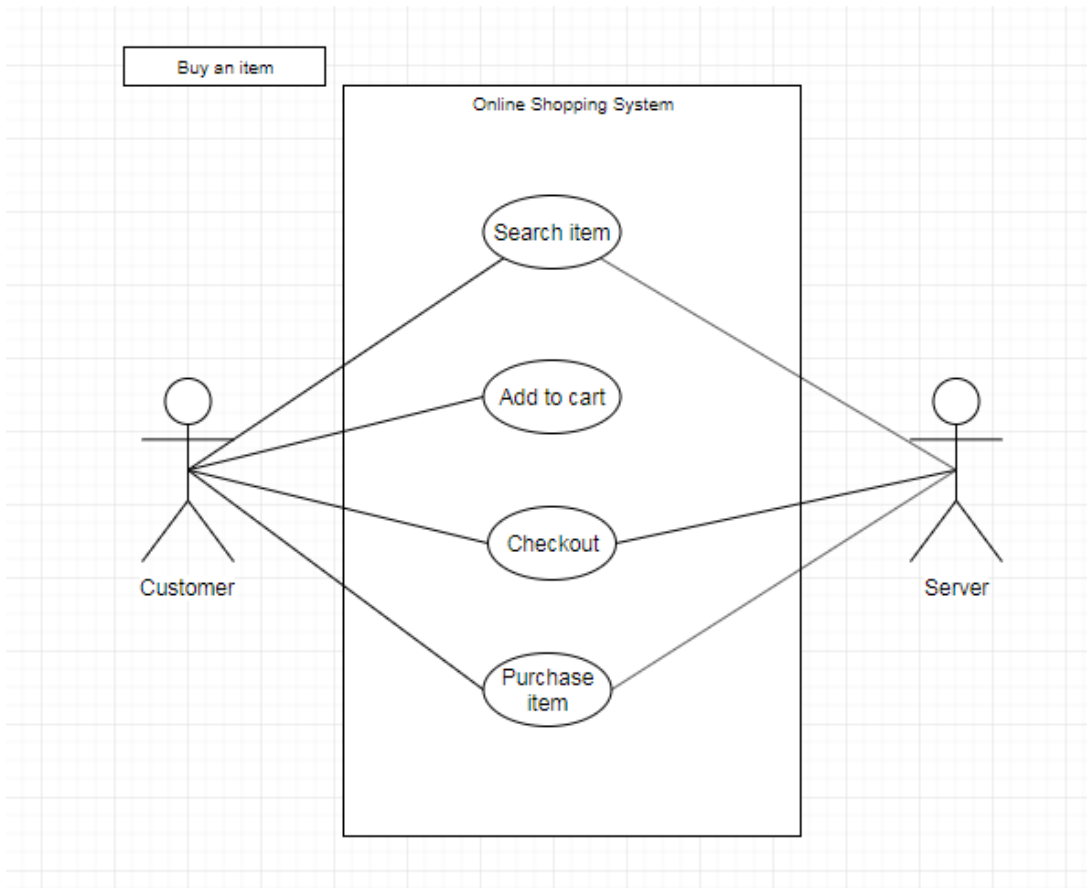 Buy an item
Online Shopping System
Search item
Add to cart
Checkout
Customer
Server
Purchase
item